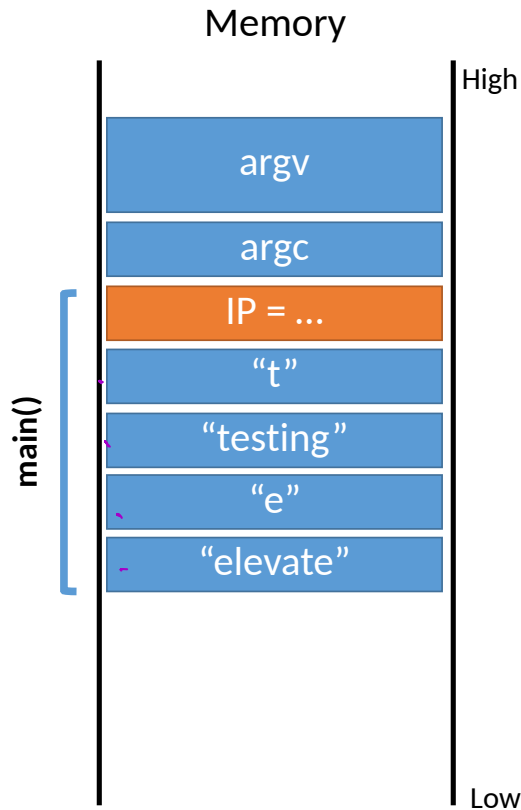 Memory
High
argv
argc
IP = …
“t”
“testing”
“e”
“elevate”
main()
Low